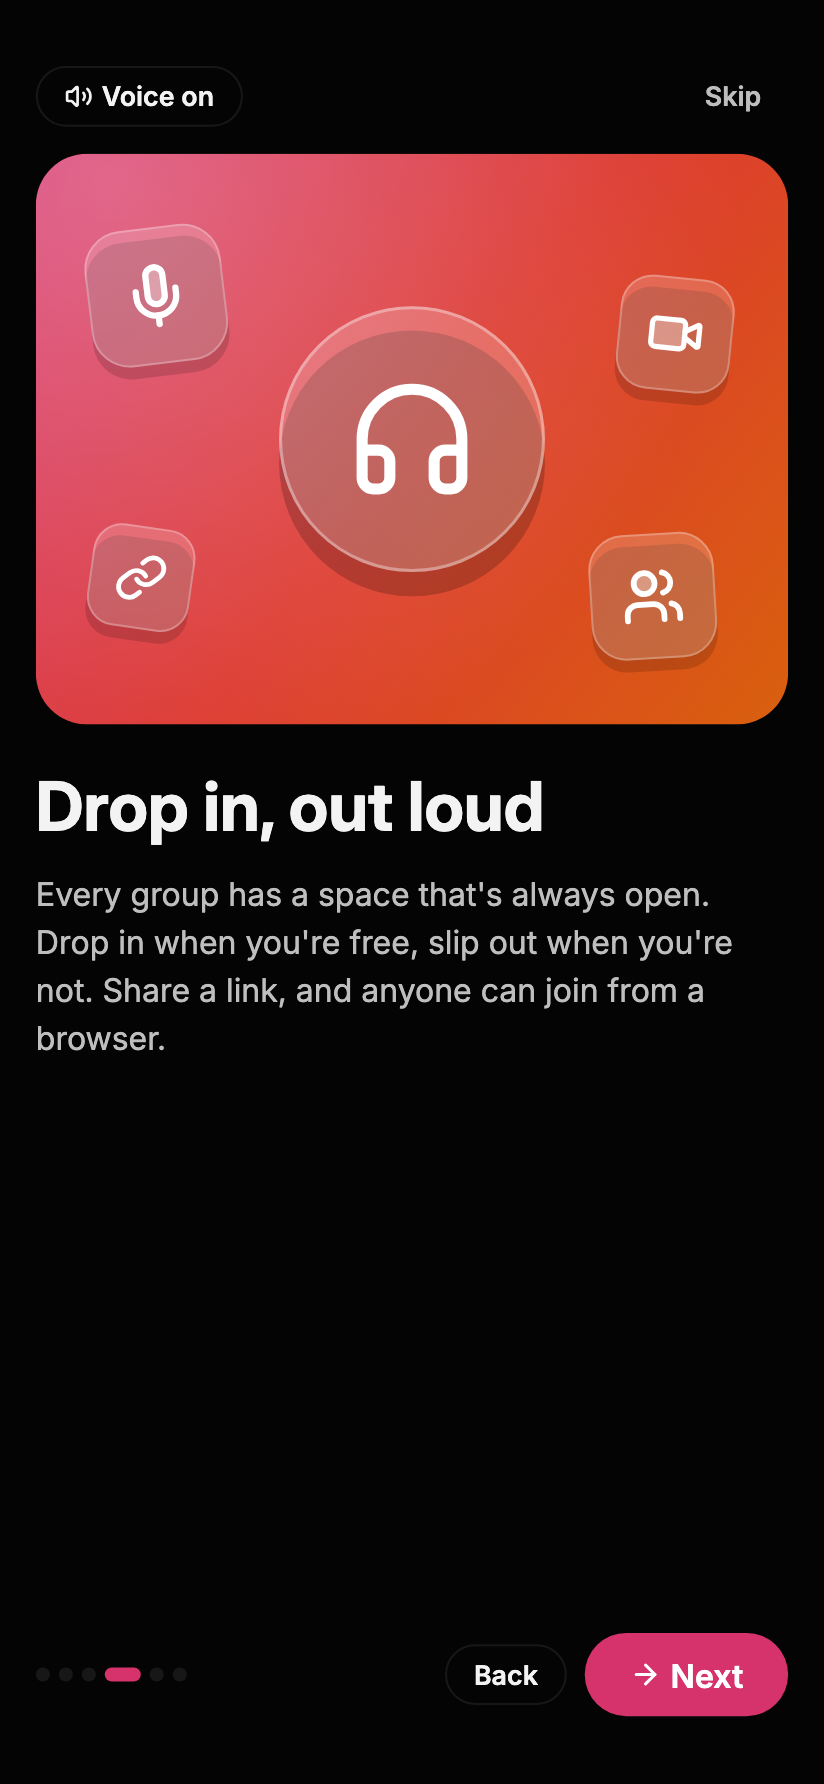 Voice on
Skip
Drop in, out loud
Every group has a space that's always open.
Drop in when you're free, slip out when you're
not. Share a link, and anyone can join from a
browser.
Back
Next